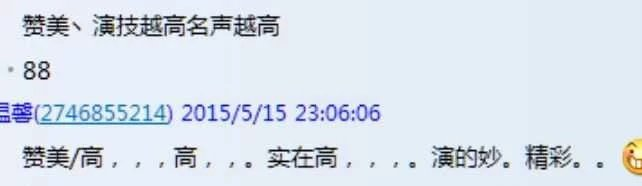 赞美丶演技越高名声越高
·88
温馨(2746855214) 2015/5/15 23:06:06
赞美/高，，，高，，。实在高，，，。演的妙。精彩。。